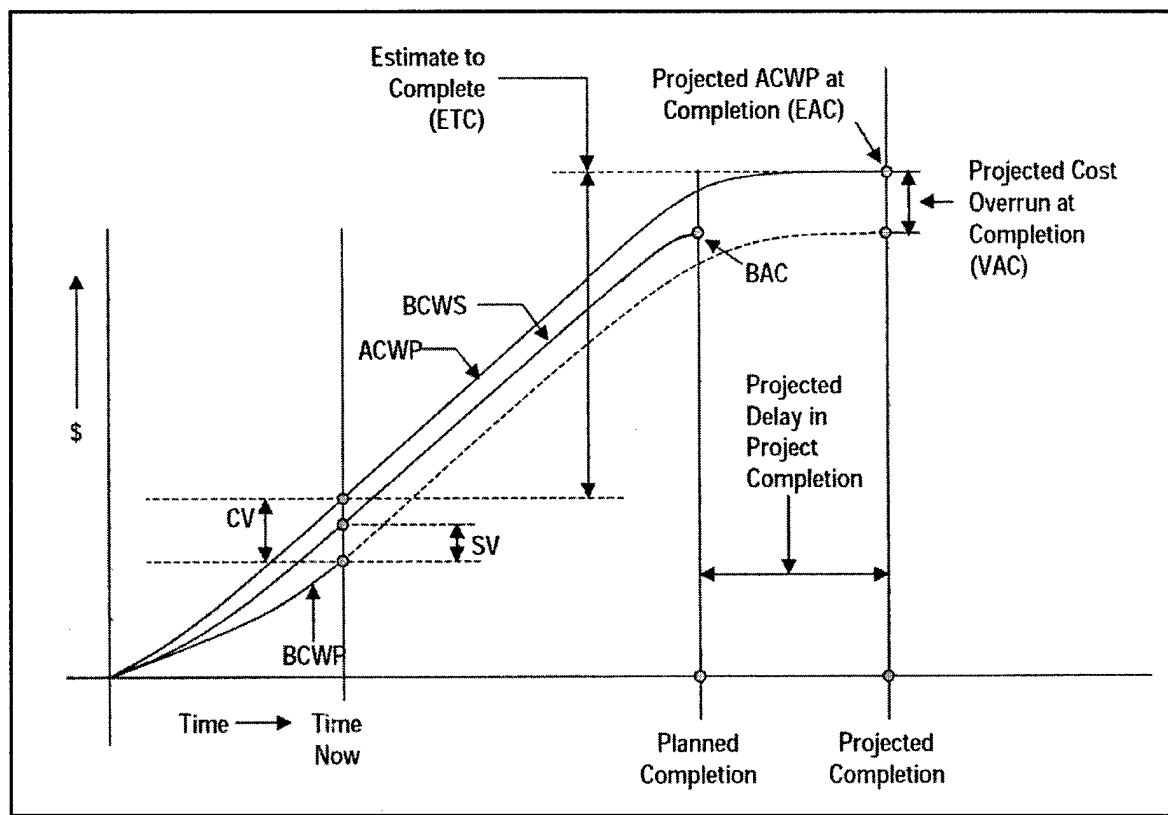 Estimate to
Complete
(ETC)
Projected ACWP at
Completion (EAC)
Projected Cost
Overrun at
Completion
(VAC)
BAC
BCWS
ACWP
$
Projected
Delay in
Project
Completion
CV
SV
BCWP
Time
Time
Now
Planned
Completion
Projected
Completion